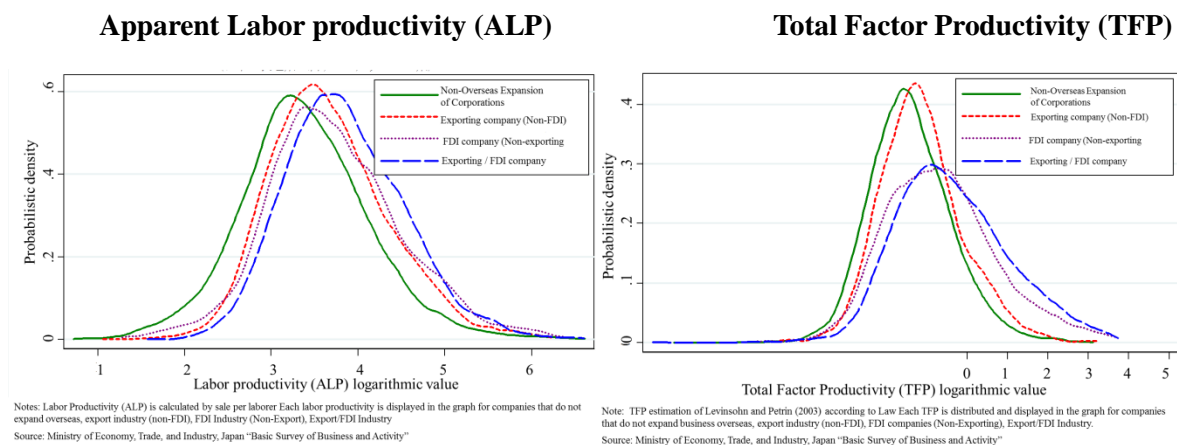 Apparent Labor productivity (ALP)
Probabilistic density
.6
.4
.2
0
Non-Overseas Expansion
of Corporations
Exporting company (Non-FDI)
FDI company (Non-exporting
Exporting / FDI company
1 2 3 4 5 6
Labor productivity (ALP) logarithmic value
Notes: Labor Productivity (ALP) is calculated by sale per laborer Each labor productivity is displayed in the graph for companies that do not
expand overseas, export industry (non-FDI), FDI Industry (Non-Export), Export/FDI Industry
Source: Ministry of Economy, Trade, and Industry, Japan “Basic Survey of Business and Activity”
Total Factor Productivity (TFP)
Probabilistic density
.4
.3
.2
.1
0
Non-Overseas Expansion
of Corporations
Exporting company (Non-FDI)
FDI company (Non-exporting
Exporting / FDI company
0 1 2 3 4 5
Total Factor Productivity (TFP) logarithmic value
Note: TFP estimation of Levinsohn and Petrin (2003) according to Law Each TFP is distributed and displayed in the graph for companies
that do not expand business overseas, export industry (non-FDI), FDI companies (Non-Exporting), Export/FDI Industry.
Source: Ministry of Economy, Trade, and Industry, Japan “Basic Survey of Business and Activity”